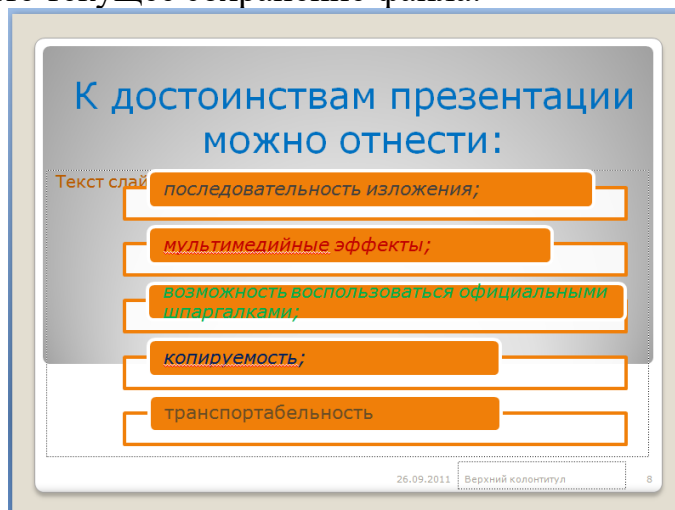 К достоинствам презентации
можно отнести:
Текст слай
последовательность изложения;
мультимедийные эффекты;
возможность воспользоваться официальными
шпаргалками;
копируемость;
транспортабельность
26.09.2011 Верхний колонтитул 8